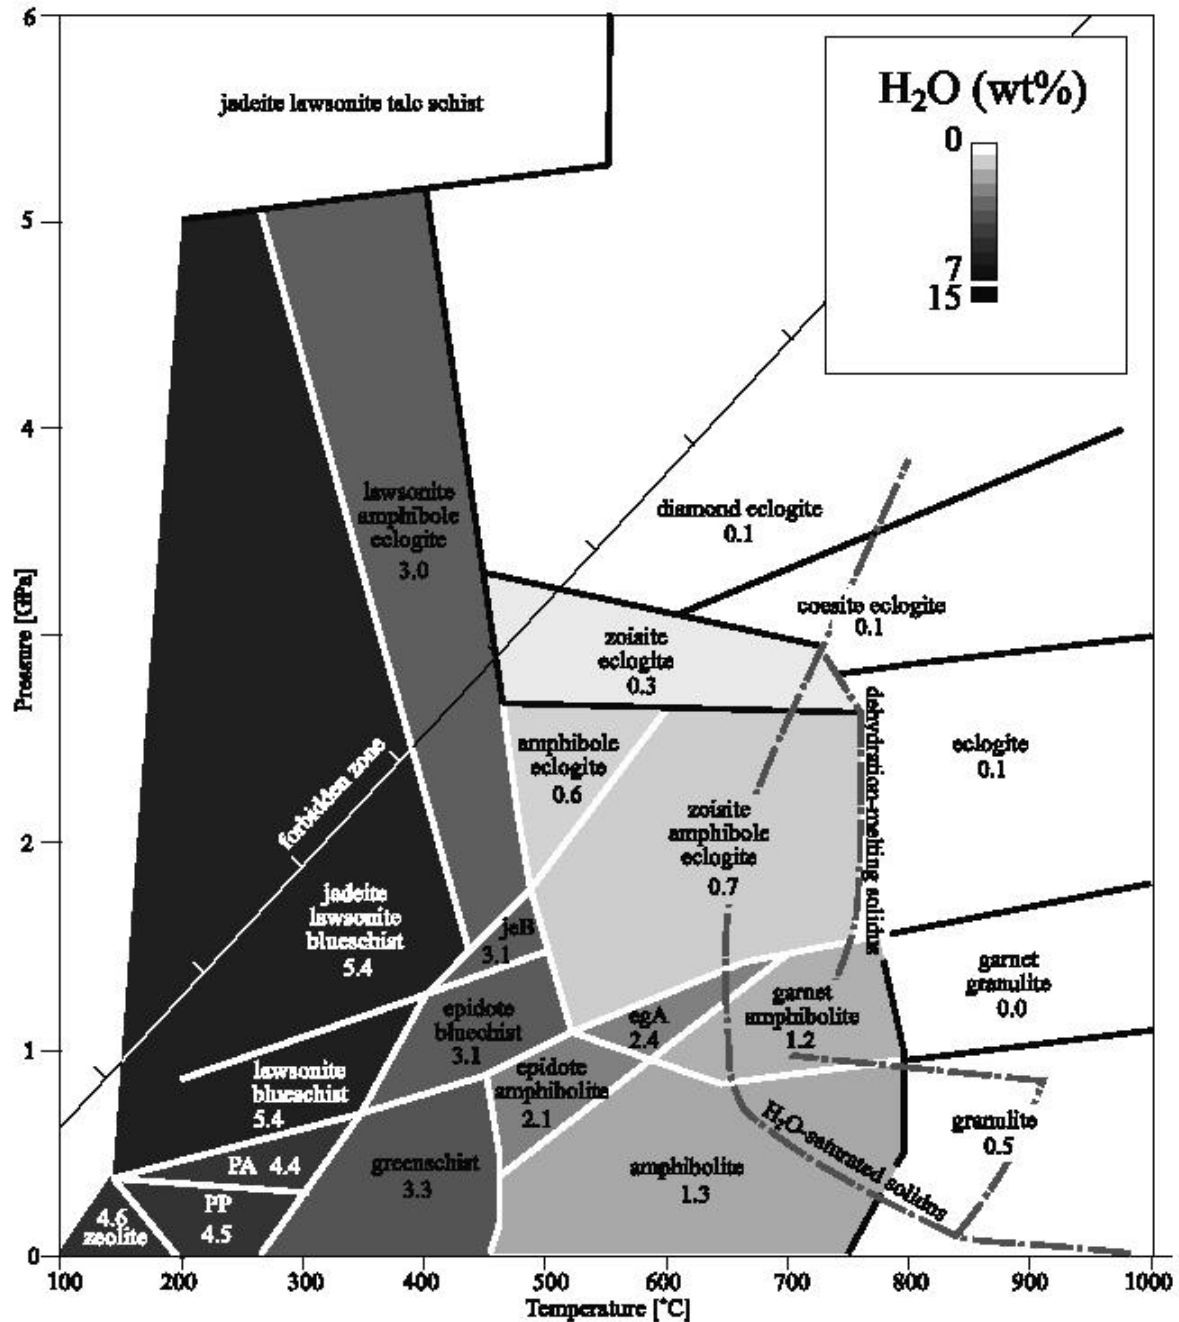 6
jadeite lawsonite talc schist
H₂O (wt%)
0
7
15
5
4
lawsonite
amphibole
eclogite
3.0
diamond eclogite
0.1
coesite eclogite
0.1
3
zoisite
eclogite
0.3
Pressure [GPa]
dehydration-melting solidus
amphibole
eclogite
0.6
eclogite
0.1
forbidden zone
zoisite
amphibole
eclogite
0.7
2
jadeite
lawsonite
blueschist
5.4
jeB
3.1
garnet
granulite
0.0
epidote
bluechist
3.1
egA
2.4
garnet
amphibolite
1.2
1
lawsonite
blueschist
5.4
epidote
amphibolite
2.1
H₂O-saturated solidus
granulite
0.5
PA 4.4
greenschist
3.3
amphibolite
1.3
PP
4.5
4.6
zeolite
0
100 200 300 400 500 600 700 800 900 1000
Temperature [°C]